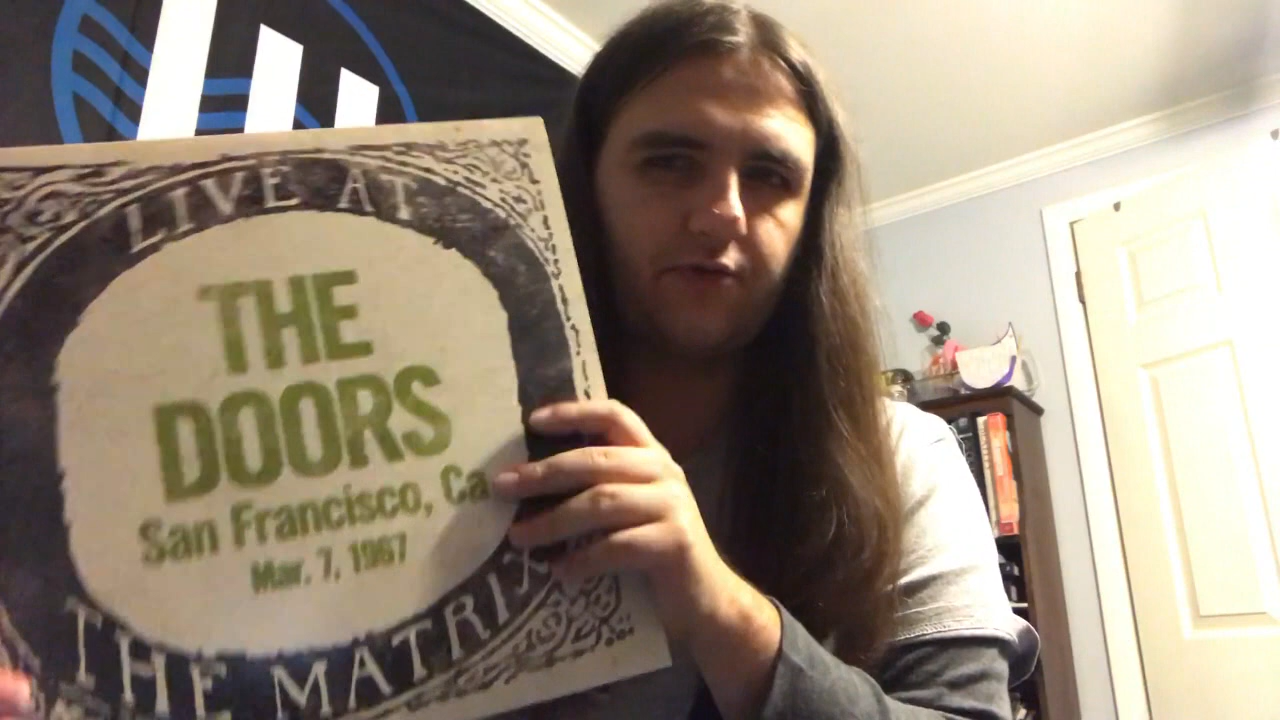 LIVE AT
THE
DOORS
San Francisco, Ca
Mar. 7, 1967
THE MATRIX